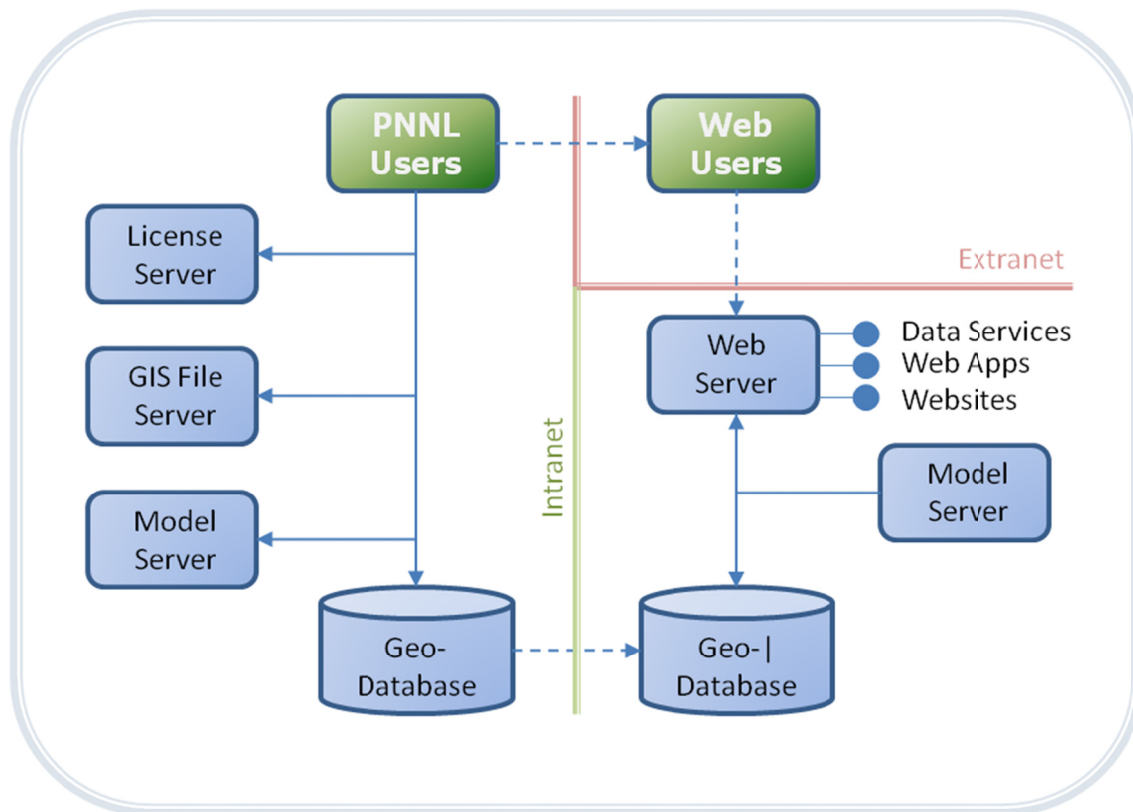 PNNL
Users
Web
Users
License
Server
Extranet
Web
Server
Data Services
Web Apps
Websites
GIS File
Server
Intranet
Model
Server
Model
Server
Geo-
Database
Geo-|
Database